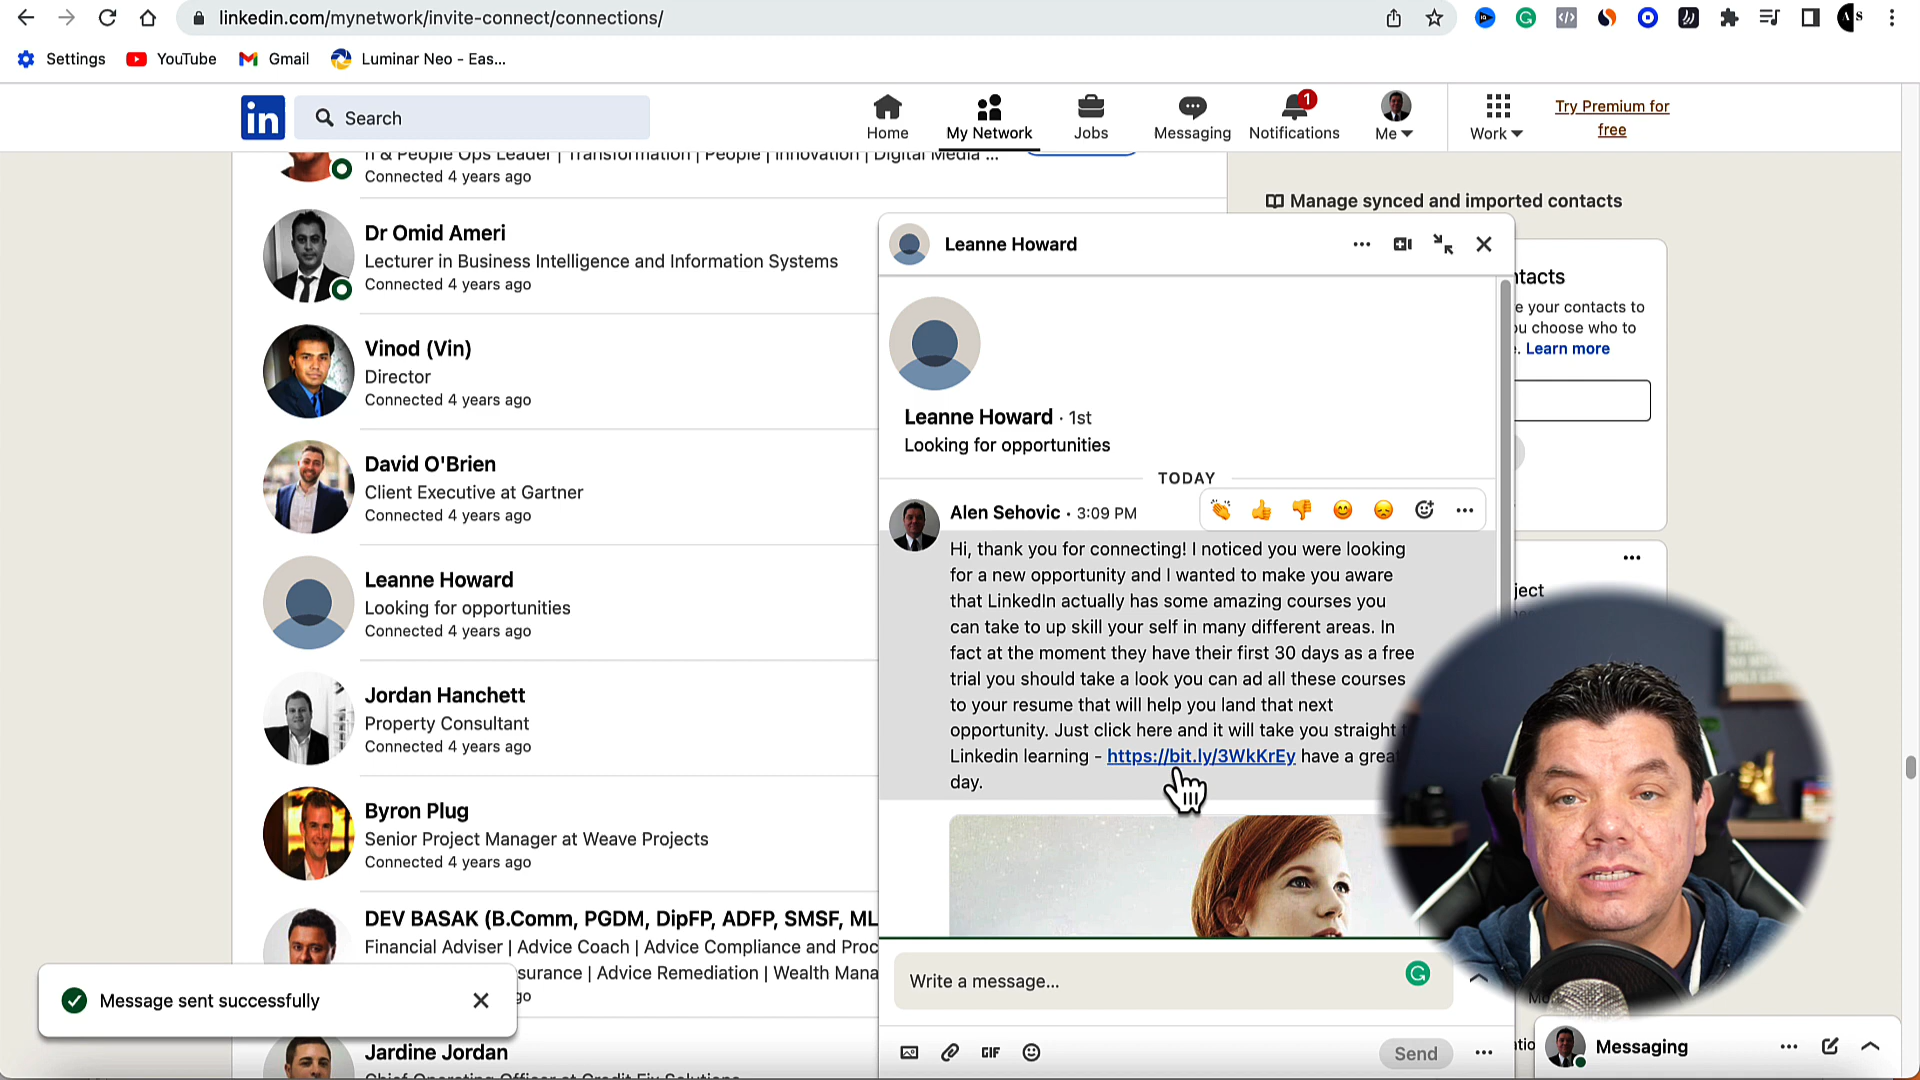 linkedin.com/mynetwork/invite-connect/connections/
Settings
YouTube
Gmail
Luminar Neo - Eas...
in
Search
Home
My Network
Jobs
Messaging
1
Notifications
Me
Work
Try Premium for
free
IT & People Ops Leader | Transformation | People | Innovation | Digital Media ...
Connected 4 years ago
Manage synced and imported contacts
Dr Omid Ameri
Lecturer in Business Intelligence and Information Systems
Connected 4 years ago
Vinod (Vin)
Director
Connected 4 years ago
David O'Brien
Client Executive at Gartner
Connected 4 years ago
Leanne Howard
Looking for opportunities
Connected 4 years ago
Jordan Hanchett
Property Consultant
Connected 4 years ago
Byron Plug
Senior Project Manager at Weave Projects
Connected 4 years ago
DEV BASAK (B.Comm, PGDM, DipFP, ADFP, SMSF, ML
Financial Adviser | Advice Coach | Advice Compliance and Proc
surance | Advice Remediation | Wealth Mana
go
Message sent successfully
Jardine Jordan
Chief Operating Officer at Credit Fix Solutions
Leanne Howard
Leanne Howard · 1st
Looking for opportunities
TODAY
Alen Sehovic · 3:09 PM
Hi, thank you for connecting! I noticed you were looking
for a new opportunity and I wanted to make you aware
that LinkedIn actually has some amazing courses you
can take to up skill your self in many different areas. In
fact at the moment they have their first 30 days as a free
trial you should take a look you can ad all these courses
to your resume that will help you land that next
opportunity. Just click here and it will take you straight t
Linkedin learning - https://bit.ly/3WkKrEy have a great
day.
Write a message...
GIF
Send
ntacts
e your contacts to
ou choose who to
. Learn more
ject
Messaging